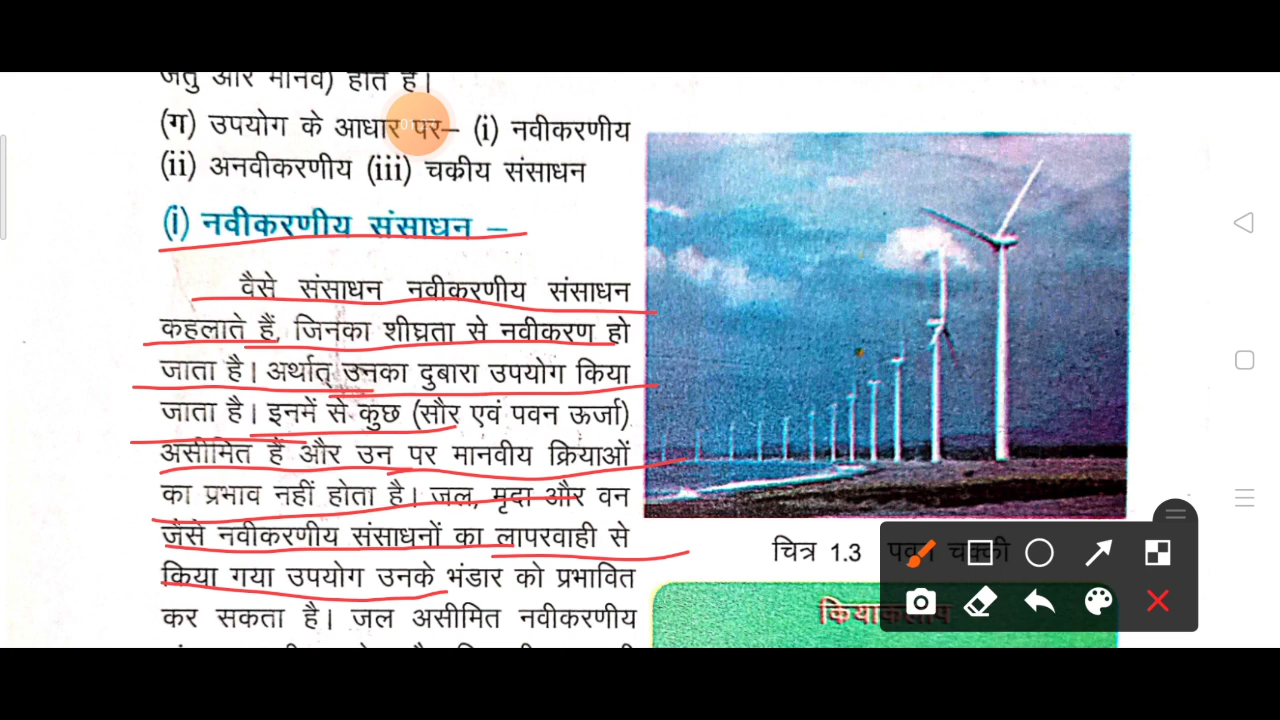 जंतु और मानव) होते हैं।
(ग) उपयोग के आधार पर– (i) नवीकरणीय
(ii) अनवीकरणीय (iii) चक्रीय संसाधन
(i) नवीकरणीय संसाधन –
वैसे संसाधन नवीकरणीय संसाधन
कहलाते हैं, जिनका शीघ्रता से नवीकरण हो
जाता है। अर्थात् उनका दुबारा उपयोग किया
जाता है। इनमें से कुछ (सौर एवं पवन ऊर्जा)
असीमित हैं और उन पर मानवीय क्रियाओं
का प्रभाव नहीं होता है। जल, मृदा और वन
जैसे नवीकरणीय संसाधनों का लापरवाही से
किया गया उपयोग उनके भंडार को प्रभावित
कर सकता है। जल असीमित नवीकरणीय
चित्र 1.3 पवन चक्की
क्रियाकलाप